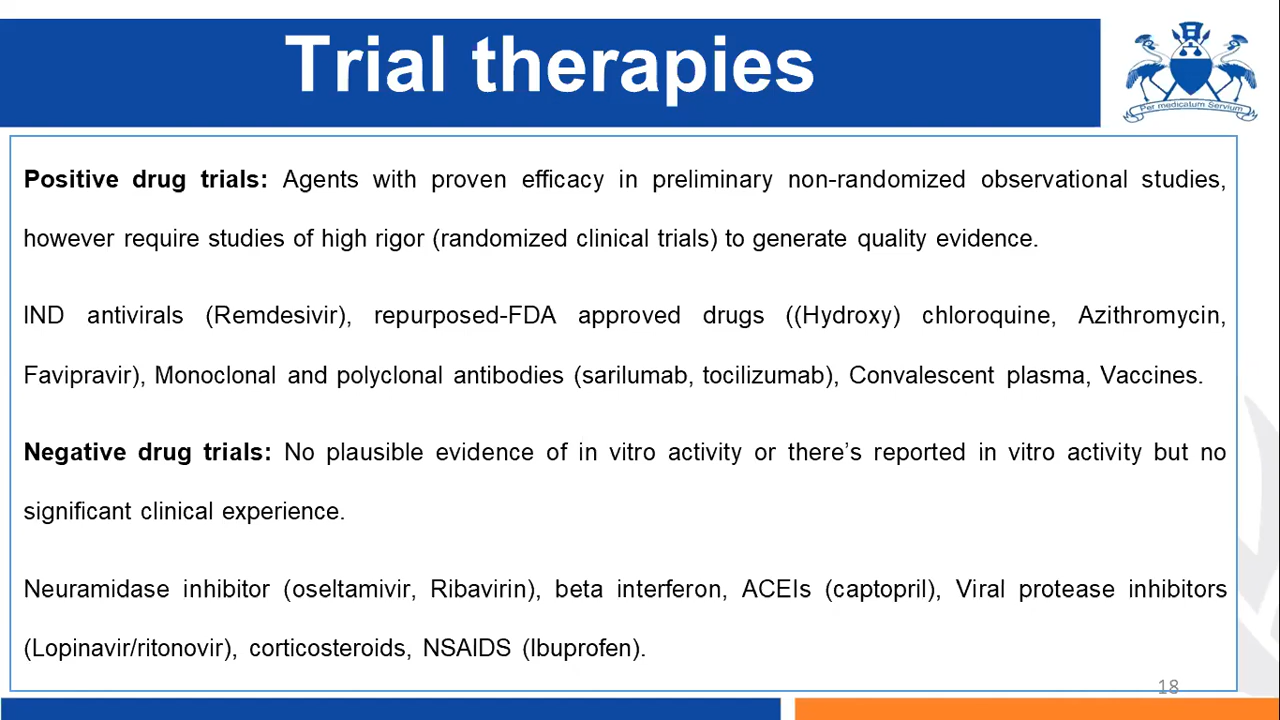 Trial therapies
Per medicatum Servium
Positive drug trials: Agents with proven efficacy in preliminary non-randomized observational studies,
however require studies of high rigor (randomized clinical trials) to generate quality evidence.
IND antivirals (Remdesivir), repurposed-FDA approved drugs ((Hydroxy) chloroquine, Azithromycin,
Favipravir), Monoclonal and polyclonal antibodies (sarilumab, tocilizumab), Convalescent plasma, Vaccines.
Negative drug trials: No plausible evidence of in vitro activity or there’s reported in vitro activity but no
significant clinical experience.
Neuramidase inhibitor (oseltamivir, Ribavirin), beta interferon, ACEIs (captopril), Viral protease inhibitors
(Lopinavir/ritonovir), corticosteroids, NSAIDS (Ibuprofen).
18